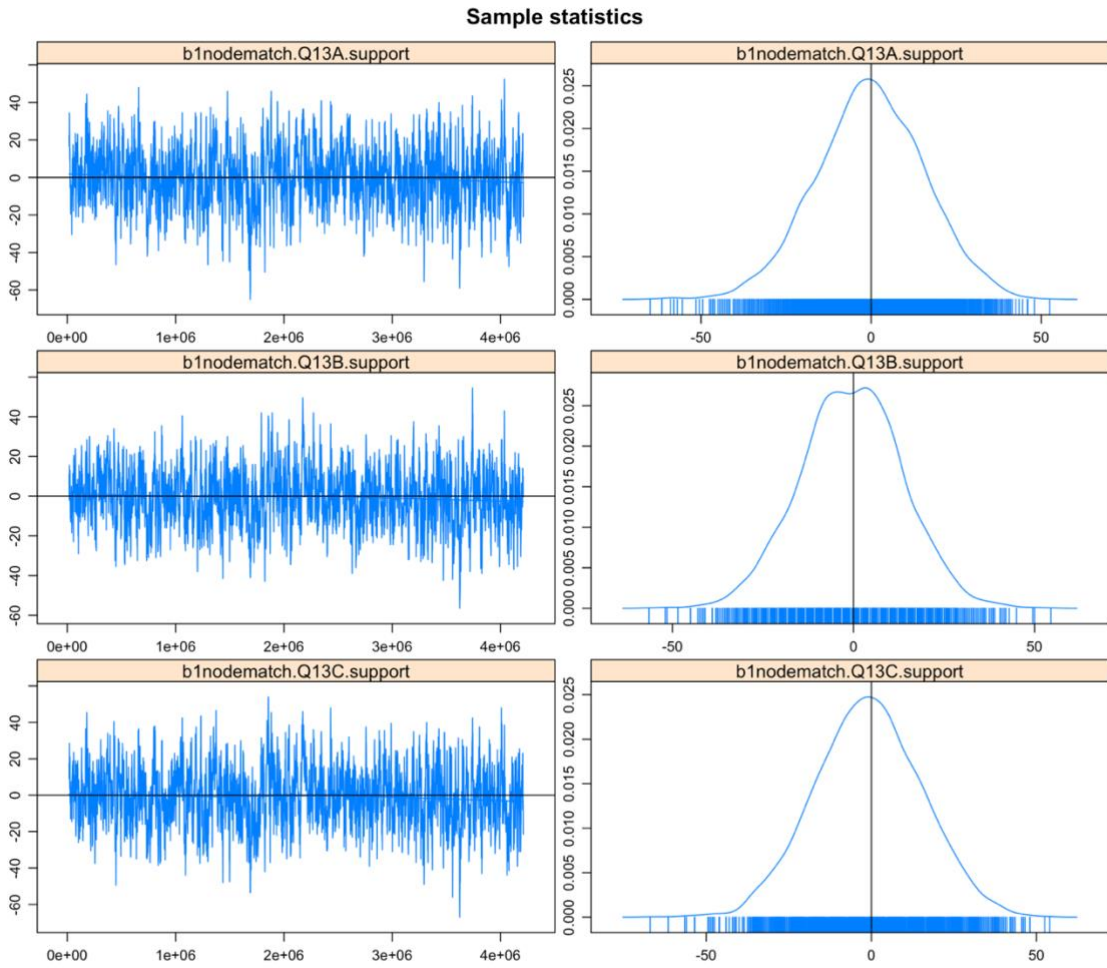 Sample statistics
b1nodematch.Q13A.support
b1nodematch.Q13A.support
40
20
0
-20
-40
-60
0e+00 1e+06 2e+06 3e+06 4e+06
0.025
0.020
0.015
0.010
0.005
0.000
-50 0 50
b1nodematch.Q13B.support
b1nodematch.Q13B.support
40
20
0
-20
-40
-60
0e+00 1e+06 2e+06 3e+06 4e+06
0.025
0.020
0.015
0.010
0.005
0.000
-50 0 50
b1nodematch.Q13C.support
b1nodematch.Q13C.support
40
20
0
-20
-40
-60
0e+00 1e+06 2e+06 3e+06 4e+06
0.025
0.020
0.015
0.010
0.005
0.000
-50 0 50